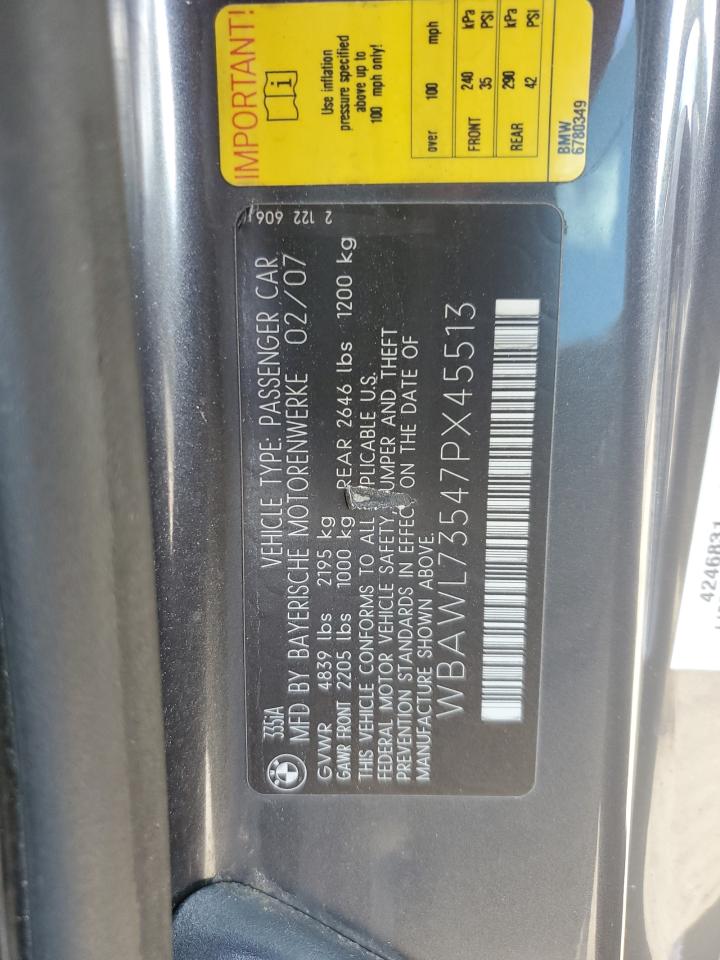 IMPORTANT!
i
Use inflation
pressure specified
above up to
100 mph only!
over 100 mph
kPa PSI kPa PSI
FRONT 240 35
REAR 290 42
BMW
6780349
2 122 606
335iA VEHICLE TYPE: PASSENGER CAR
MFD BY BAYERISCHE MOTORENWERKE 02/07
GVWR 4839 lbs 2195 kg
GAWR FRONT 2205 lbs 1000 kg REAR 2646 lbs 1200 kg
THIS VEHICLE CONFORMS TO ALL PPLICABLE U.S.
FEDERAL MOTOR VEHICLE SAFETY, UMPER AND THEFT
PREVENTION STANDARDS IN EFFEC ON THE DATE OF
MANUFACTURE SHOWN ABOVE.
WBAWL73547PX45513
4246831